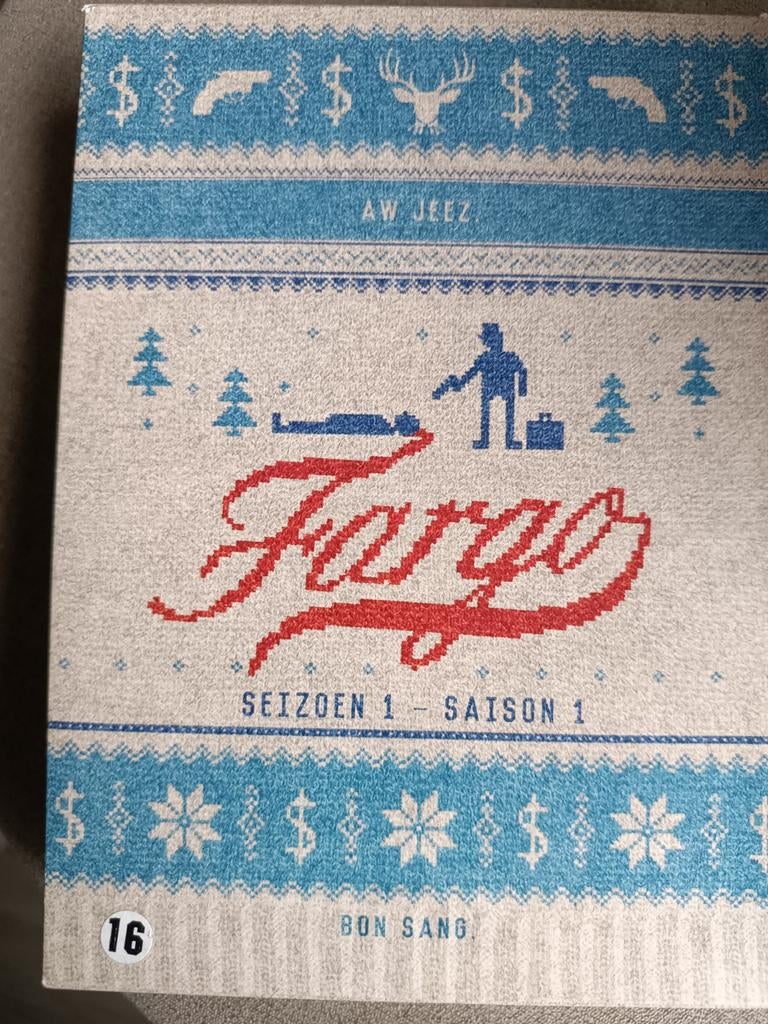 AW JEEZ.
Fargo
SEIZOEN 1 – SAISON 1
BON SANG.
16